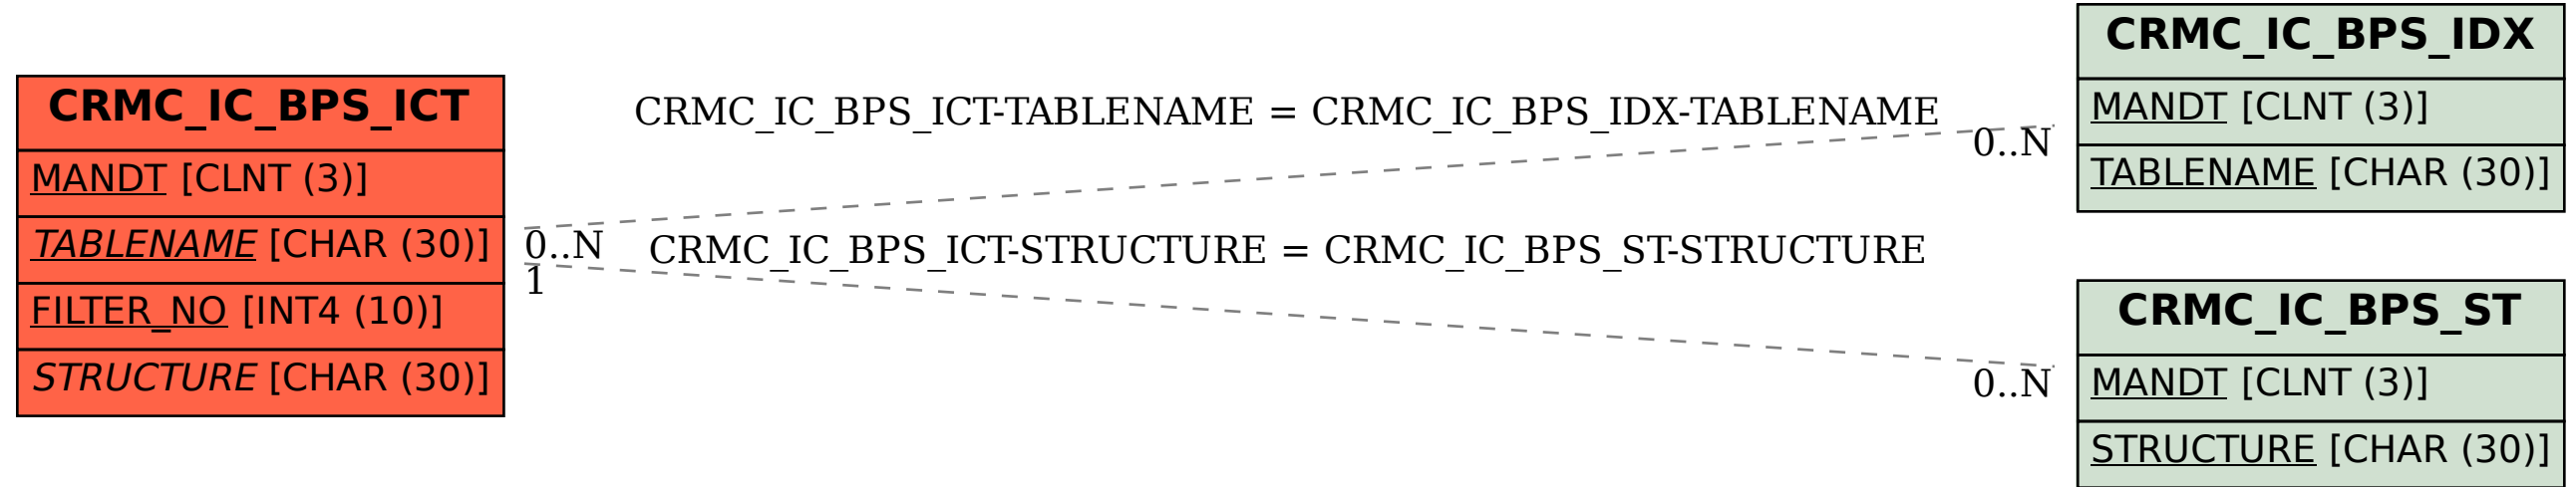 CRMC_IC_BPS_ICT
MANDT [CLNT (3)]
TABLENAME [CHAR (30)]
FILTER_NO [INT4 (10)]
STRUCTURE [CHAR (30)]
CRMC_IC_BPS_ICT-TABLENAME = CRMC_IC_BPS_IDX-TABLENAME
0..N
0..N
CRMC_IC_BPS_ICT-STRUCTURE = CRMC_IC_BPS_ST-STRUCTURE
1
0..N
CRMC_IC_BPS_IDX
MANDT [CLNT (3)]
TABLENAME [CHAR (30)]
CRMC_IC_BPS_ST
MANDT [CLNT (3)]
STRUCTURE [CHAR (30)]